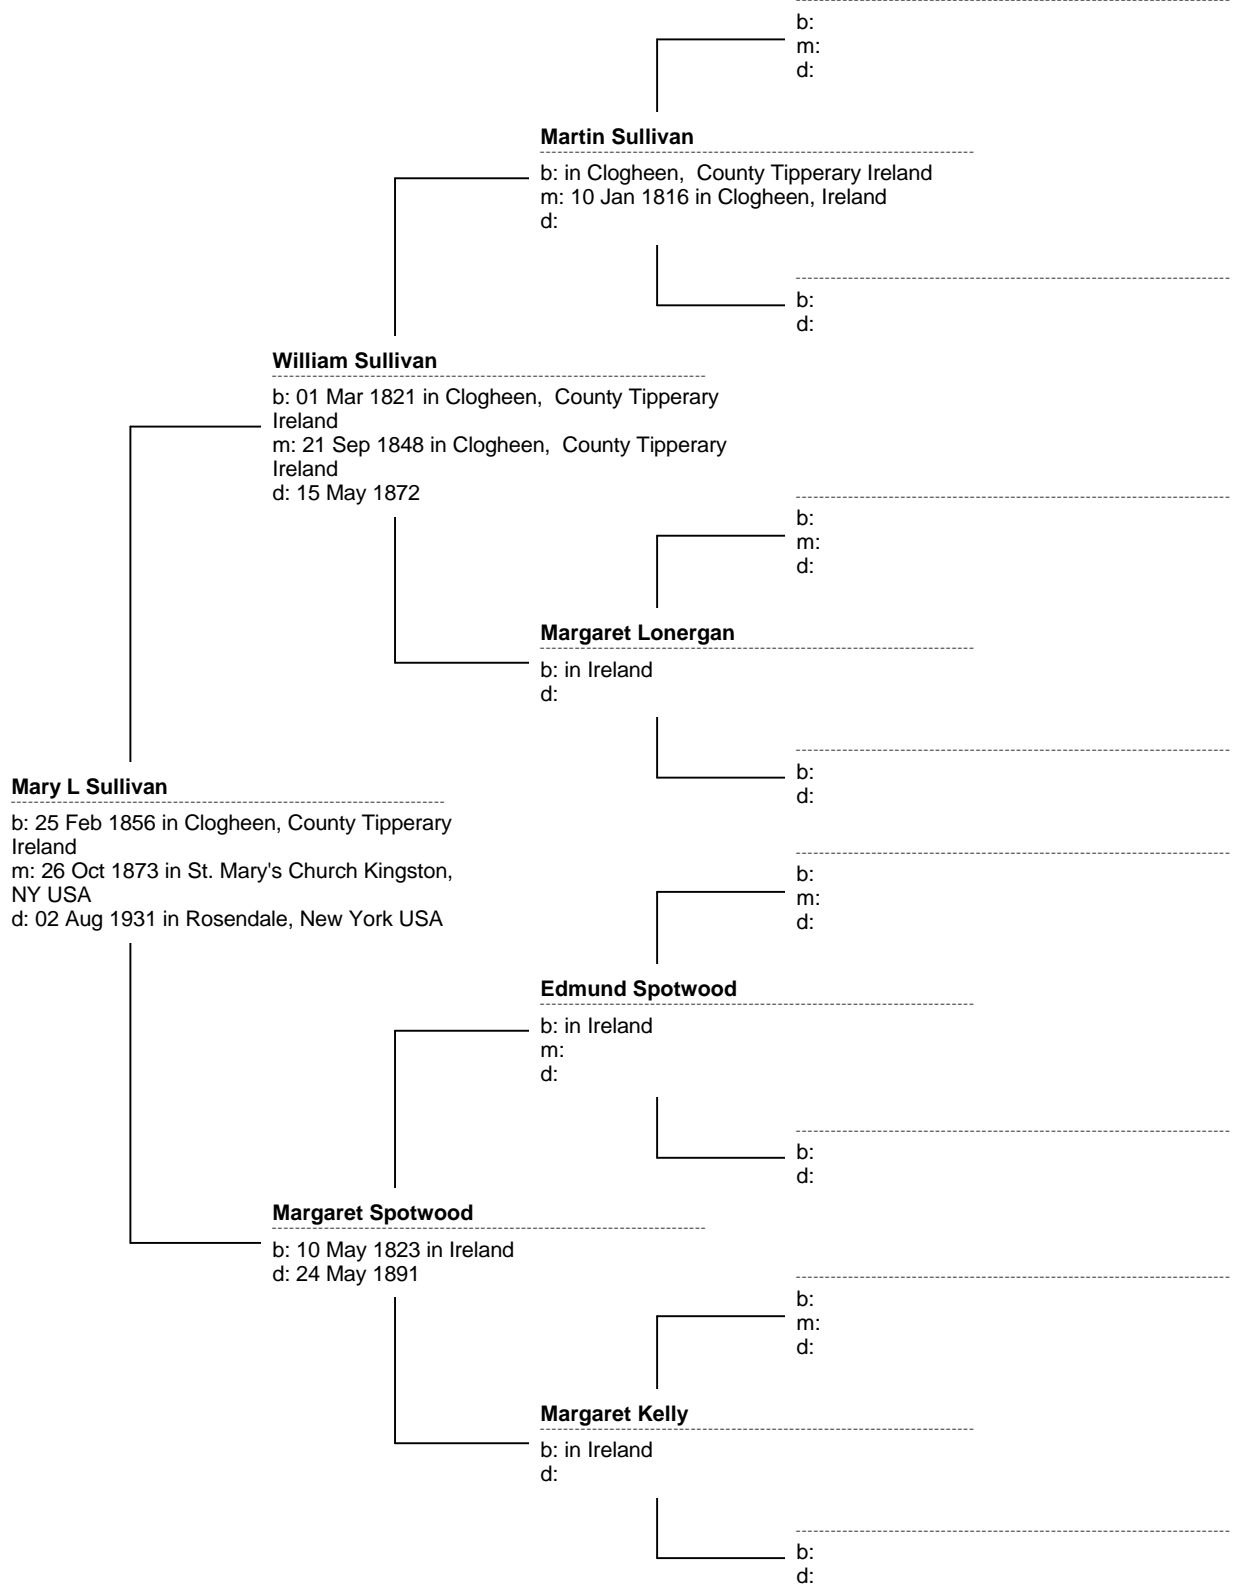 b:
m:
d:
Martin Sullivan
b: in Clogheen,  County Tipperary Ireland
m: 10 Jan 1816 in Clogheen, Ireland
d:
b:
d:
William Sullivan
b: 01 Mar 1821 in Clogheen,  County Tipperary
Ireland
m: 21 Sep 1848 in Clogheen,  County Tipperary
Ireland
d: 15 May 1872
b:
m:
d:
Margaret Lonergan
b: in Ireland
d:
b:
d:
Mary L Sullivan
b: 25 Feb 1856 in Clogheen, County Tipperary
Ireland
m: 26 Oct 1873 in St. Mary's Church Kingston,
NY USA
d: 02 Aug 1931 in Rosendale, New York USA
b:
m:
d:
Edmund Spotwood
b: in Ireland
m:
d:
b:
d:
Margaret Spotwood
b: 10 May 1823 in Ireland
d: 24 May 1891
b:
m:
d:
Margaret Kelly
b: in Ireland
d:
b:
d: